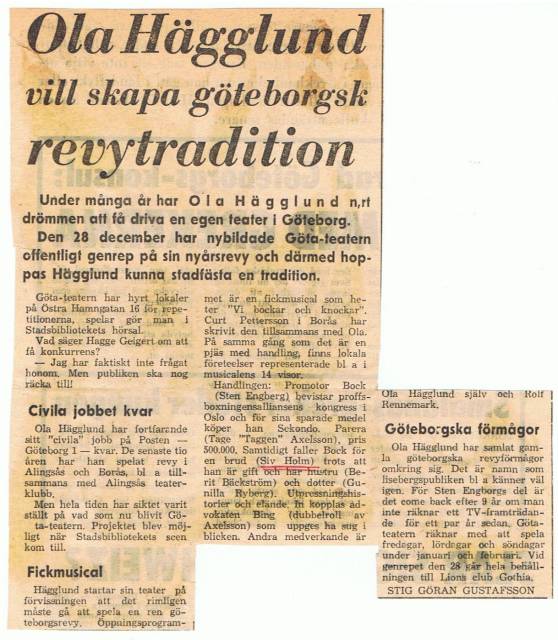 Ola Hägglund
vill skapa göteborgsk
revytradition
Under många år har Ola Hägglund n,rt
drömmen att få driva en egen teater i Göteborg.
Den 28 december har nybildade Göta-teatern
offentligt genrep på sin nyårsrevy och därmed hop-
pas Hägglund kunna stadfästa en tradition.
Göta-teatern har hyrt lokaler
på Östra Hamngatan 16 för repe-
titionerna, spelar gör man i
Stadsbibliotekets hörsal.
Vad säger Hagge Geigert om att
få konkurrens?
— Jag har faktiskt inte frågat
honom. Men publiken ska nog
räcka till!
Civila jobbet kvar
Ola Hägglund har fortfarande
sitt "civila" jobb på Posten —
Göteborg 1 — kvar. De senaste tio
åren har han spelat revy i
Alingsås och Borås, bl a till-
sammans med Alingsås teater-
klubb.
Men hela tiden har siktet varit
ställt på vad som nu blivit Gö-
ta-teatern. Projektet blev möj-
ligt när Stadsbibliotekets scen
kom till.
Fickmusical
Hägglund startar sin teater på
förvissningen att det rimligen
måste gå att spela en ren gö-
teborgsrevy. Öppningsprogram-
met är en fickmusical som he-
ter "Vi bockar och knockar".
Curt Pettersson i Borås har
skrivit den tillsammans med Ola.
På samma gång som det är en
pjäs med handling, finns lokala
företeelser representerade bl a i
musicalens 14 visor.
Handlingen: Promotor Bock
(Sten Engberg) bevistar proffs-
boxningensalliansens kongress i
Oslo och för sina sparade medel
köper han Sekondo. Parera
(Tage "Taggen" Axelsson), pris
500.000. Samtidigt faller Bock för
en brud (Siv Holm) trots att
han är gift och har hustru (Be-
rit Bäckström) och dotter (Gu-
nilla Ryberg). Utpressningshis-
torier och elände. In kopplas ad-
vokaten Bing (dubbelroll av
Axelsson) som uppges ha stig i
blicken. Andra medverkande är
Ola Hägglund själv och Rolf
Rennemark.
Göteborgska förmågor
Ola Hägglund har samlat gam-
la göteborgska revyförmågor
omkring sig. Det är namn som
lisebergspubliken bl a känner väl
igen. För Sten Engborgs del är
det come back efter 9 år om man
inte räknar ett TV-framträdan-
de för ett par år sedan. Göta-
teatern räknar med att spela
fredagar, lördagar och söndagar
under januari och februari. Vid
genrepet den 28 går hela behåll-
ningen till Lions club Gothia.
STIG GÖRAN GUSTAFSSON